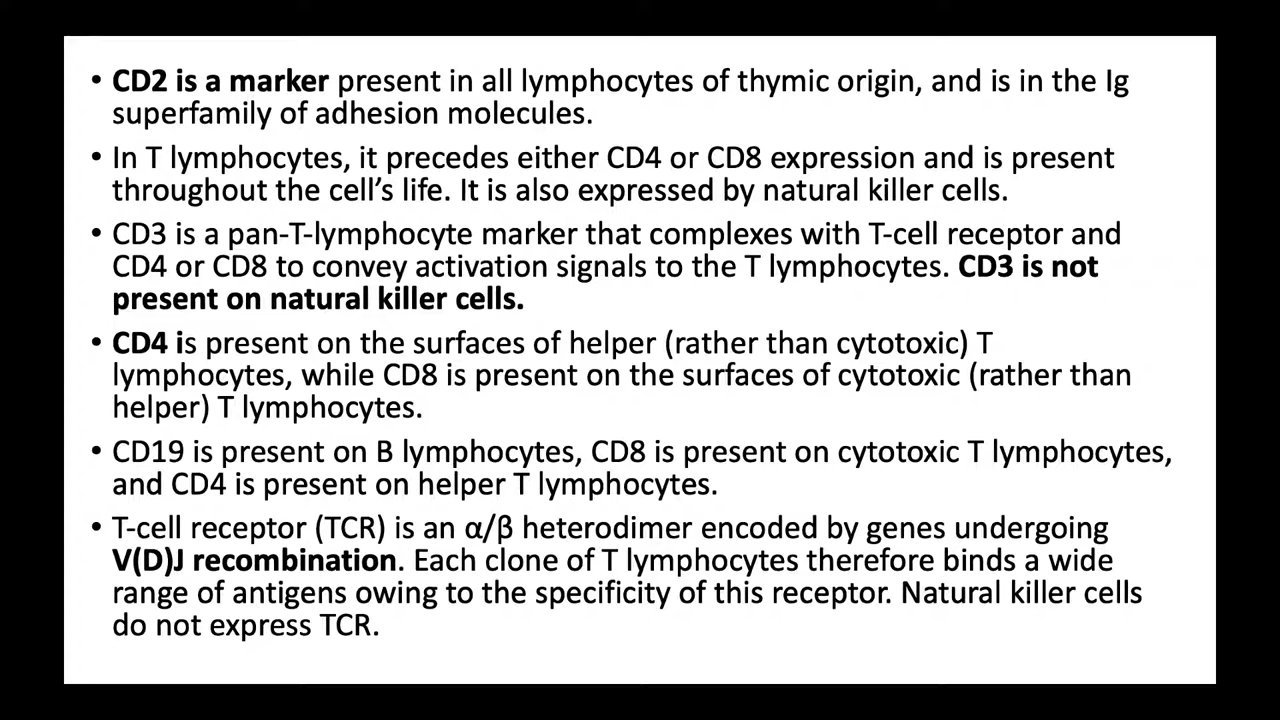 • CD2 is a marker present in all lymphocytes of thymic origin, and is in the Ig
superfamily of adhesion molecules.
• In T lymphocytes, it precedes either CD4 or CD8 expression and is present
throughout the cell’s life. It is also expressed by natural killer cells.
• CD3 is a pan-T-lymphocyte marker that complexes with T-cell receptor and
CD4 or CD8 to convey activation signals to the T lymphocytes. CD3 is not
present on natural killer cells.
• CD4 is present on the surfaces of helper (rather than cytotoxic) T
lymphocytes, while CD8 is present on the surfaces of cytotoxic (rather than
helper) T lymphocytes.
• CD19 is present on B lymphocytes, CD8 is present on cytotoxic T lymphocytes,
and CD4 is present on helper T lymphocytes.
• T-cell receptor (TCR) is an α/β heterodimer encoded by genes undergoing
V(D)J recombination. Each clone of T lymphocytes therefore binds a wide
range of antigens owing to the specificity of this receptor. Natural killer cells
do not express TCR.